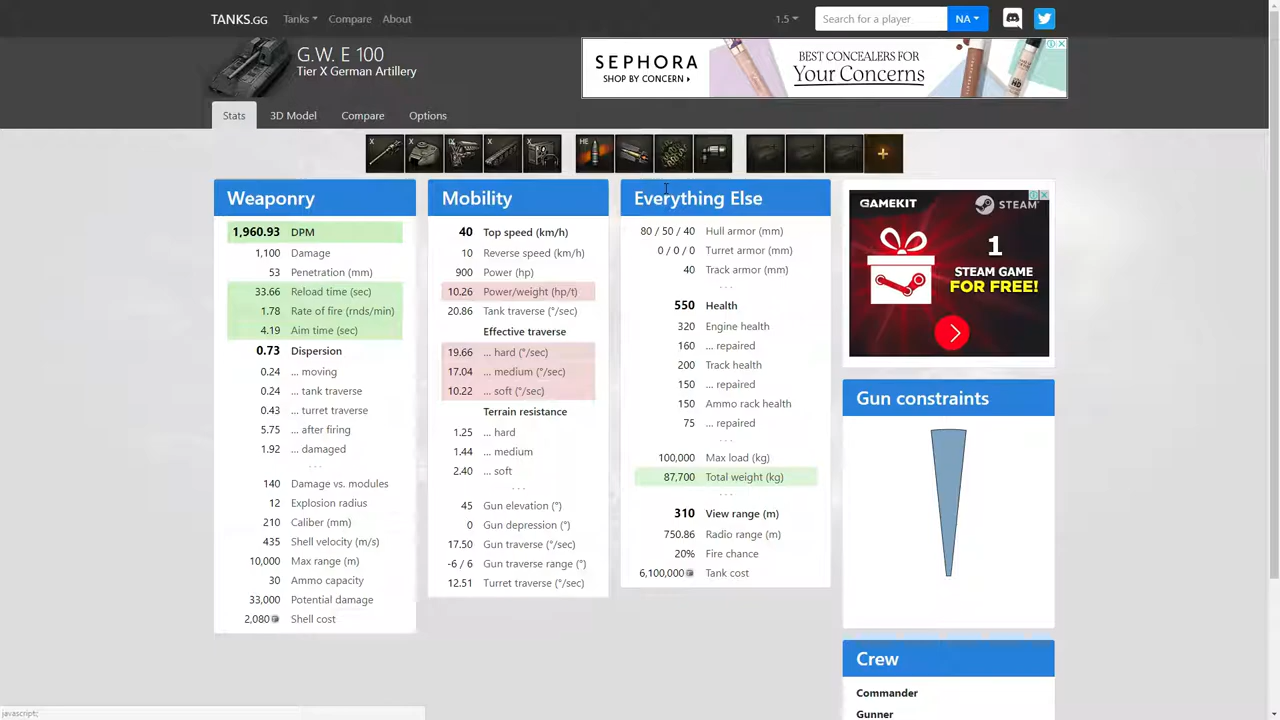 TANKS.GG Tanks Compare About 1.5 Search for a player NA
G.W. E 100
Tier X German Artillery
SEPHORA
SHOP BY CONCERN
BEST CONCEALERS FOR
Your Concerns
Stats 3D Model Compare Options
X X IX X X HE
Weaponry
1,960.93 DPM
1,100 Damage
53 Penetration (mm)
33.66 Reload time (sec)
1.78 Rate of fire (rnds/min)
4.19 Aim time (sec)
0.73 Dispersion
0.24 ... moving
0.24 ... tank traverse
0.43 ... turret traverse
5.75 ... after firing
1.92 ... damaged
...
140 Damage vs. modules
12 Explosion radius
210 Caliber (mm)
435 Shell velocity (m/s)
10,000 Max range (m)
30 Ammo capacity
33,000 Potential damage
2,080 Shell cost
Mobility
40 Top speed (km/h)
10 Reverse speed (km/h)
900 Power (hp)
10.26 Power/weight (hp/t)
20.86 Tank traverse (°/sec)
Effective traverse
19.66 ... hard (°/sec)
17.04 ... medium (°/sec)
10.22 ... soft (°/sec)
Terrain resistance
1.25 ... hard
1.44 ... medium
2.40 ... soft
...
45 Gun elevation (°)
0 Gun depression (°)
17.50 Gun traverse (°/sec)
-6 / 6 Gun traverse range (°)
12.51 Turret traverse (°/sec)
Everything Else
80 / 50 / 40 Hull armor (mm)
0 / 0 / 0 Turret armor (mm)
40 Track armor (mm)
...
550 Health
320 Engine health
160 ... repaired
200 Track health
150 ... repaired
150 Ammo rack health
75 ... repaired
...
100,000 Max load (kg)
87,700 Total weight (kg)
...
310 View range (m)
750.86 Radio range (m)
20% Fire chance
6,100,000 Tank cost
GAMEKIT STEAM
1
STEAM GAME
FOR FREE!
Gun constraints
Crew
Commander
Gunner
javascript:;